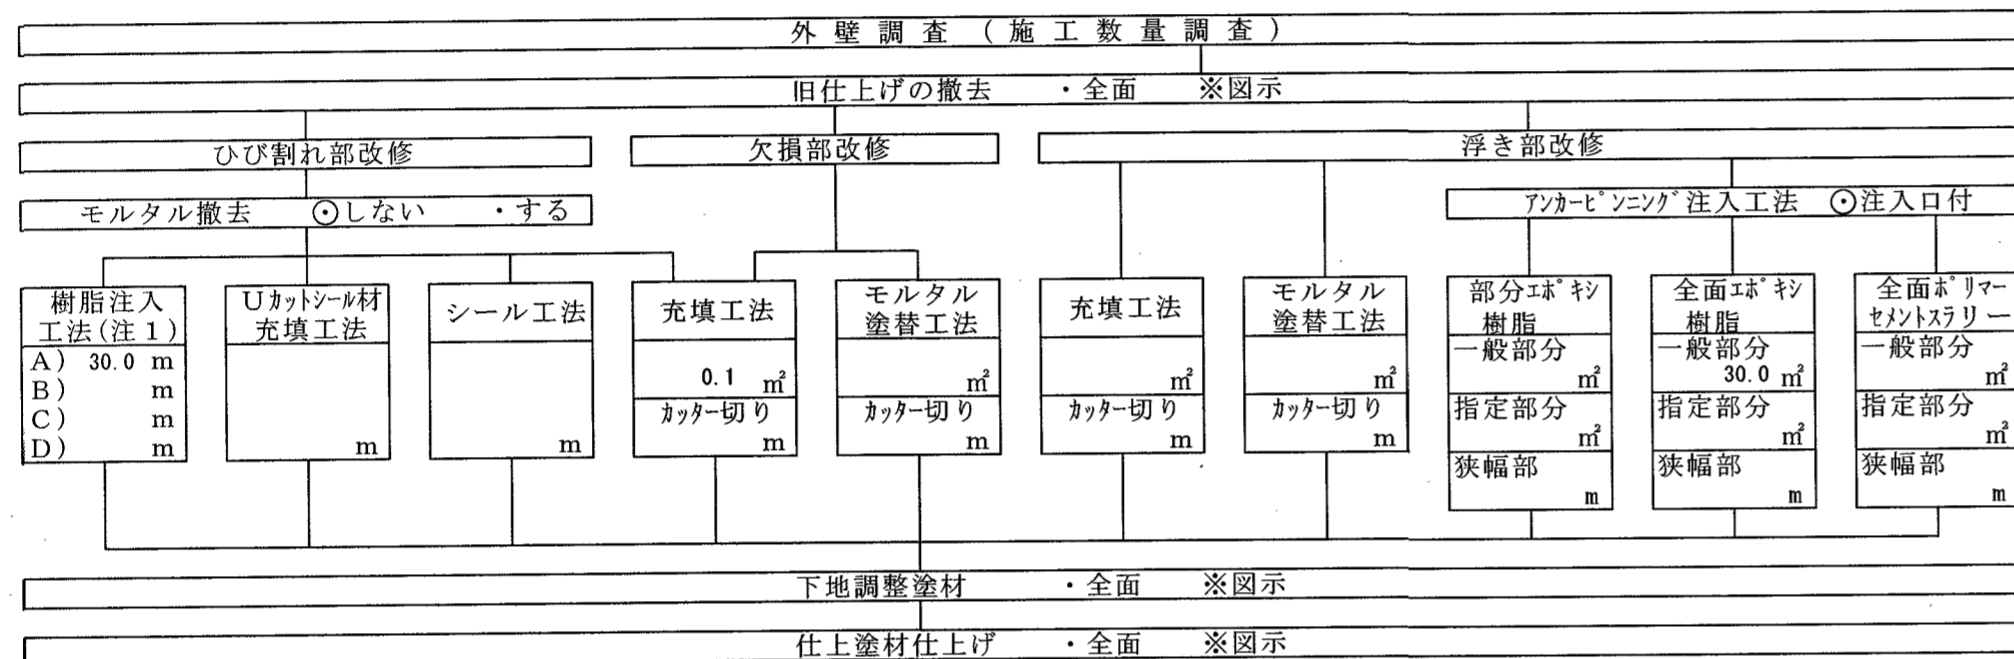 外壁調査（施工数量調査）
旧仕上げの撤去　・全面　※図示
ひび割れ部改修
欠損部改修
浮き部改修
モルタル撤去　⊙しない　・する
アンカーピンニング注入工法　⊙注入口付
樹脂注入
工法(注1)
A) 30.0 m
B) m
C) m
D) m
Uカットシール材
充填工法
m
シール工法
m
充填工法
0.1 ㎡
カッター切り
m
モルタル
塗替工法
㎡
カッター切り
m
充填工法
㎡
カッター切り
m
モルタル
塗替工法
㎡
カッター切り
m
部分エポキシ
樹脂
一般部分
㎡
指定部分
㎡
狭幅部
m
全面エポキシ
樹脂
一般部分
30.0 ㎡
指定部分
㎡
狭幅部
m
全面ポリマー
セメントスラリー
一般部分
㎡
指定部分
㎡
狭幅部
m
下地調整塗材　・全面　※図示
仕上塗材仕上げ　・全面　※図示